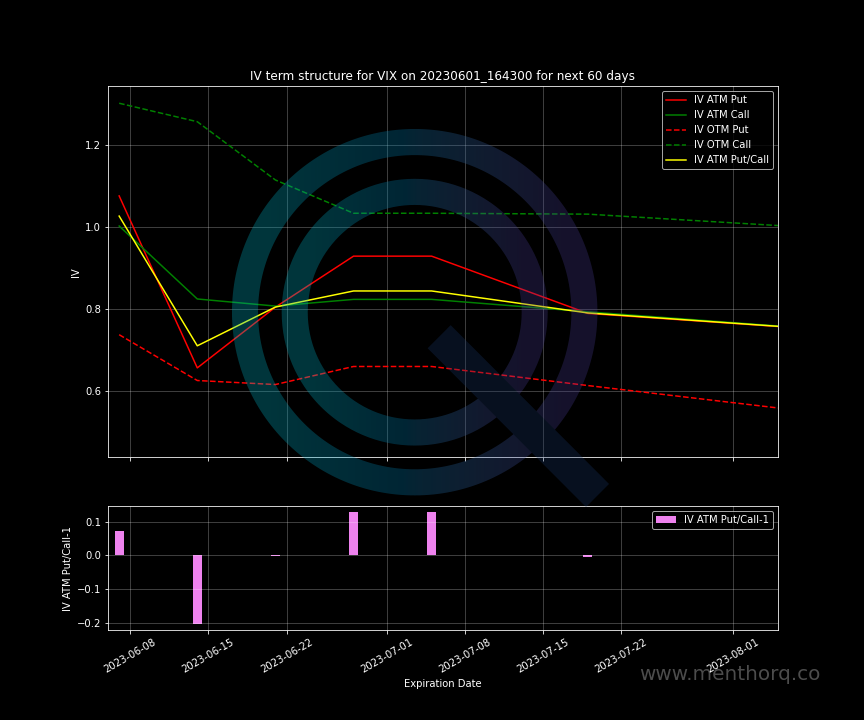 IV term structure for VIX on 20230601_164300 for next 60 days
IV ATM Put
IV ATM Call
IV OTM Put
IV OTM Call
IV ATM Put/Call
1.2
1.0
0.8
0.6
IV
IV ATM Put/Call-1
0.1
0.0
−0.1
−0.2
IV ATM Put/Call-1
2023-06-08
2023-06-15
2023-06-22
2023-07-01
2023-07-08
2023-07-15
2023-07-22
2023-08-01
Expiration Date
www.menthorq.co